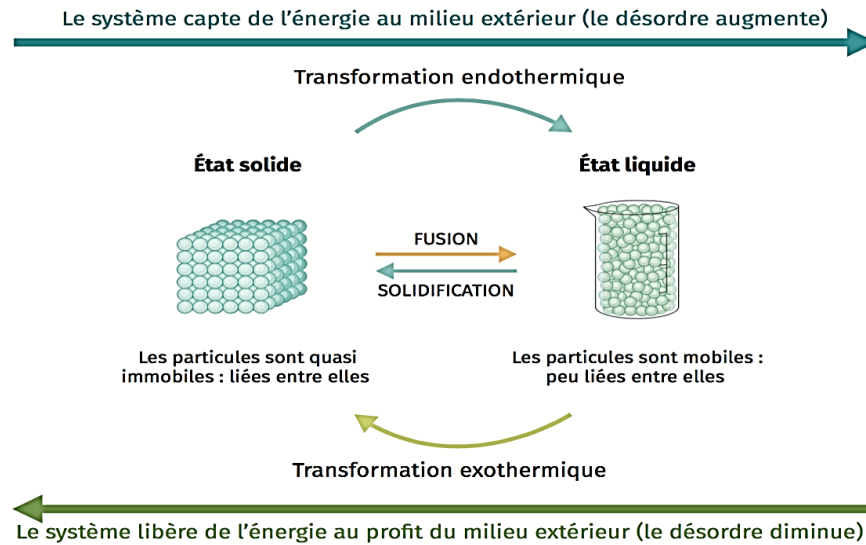 Le système capte de l'énergie au milieu extérieur (le désordre augmente)
Transformation endothermique
État solide
État liquide
FUSION
SOLIDIFICATION
Les particules sont quasi
immobiles : liées entre elles
Les particules sont mobiles :
peu liées entre elles
Transformation exothermique
Le système libère de l'énergie au profit du milieu extérieur (le désordre diminue)